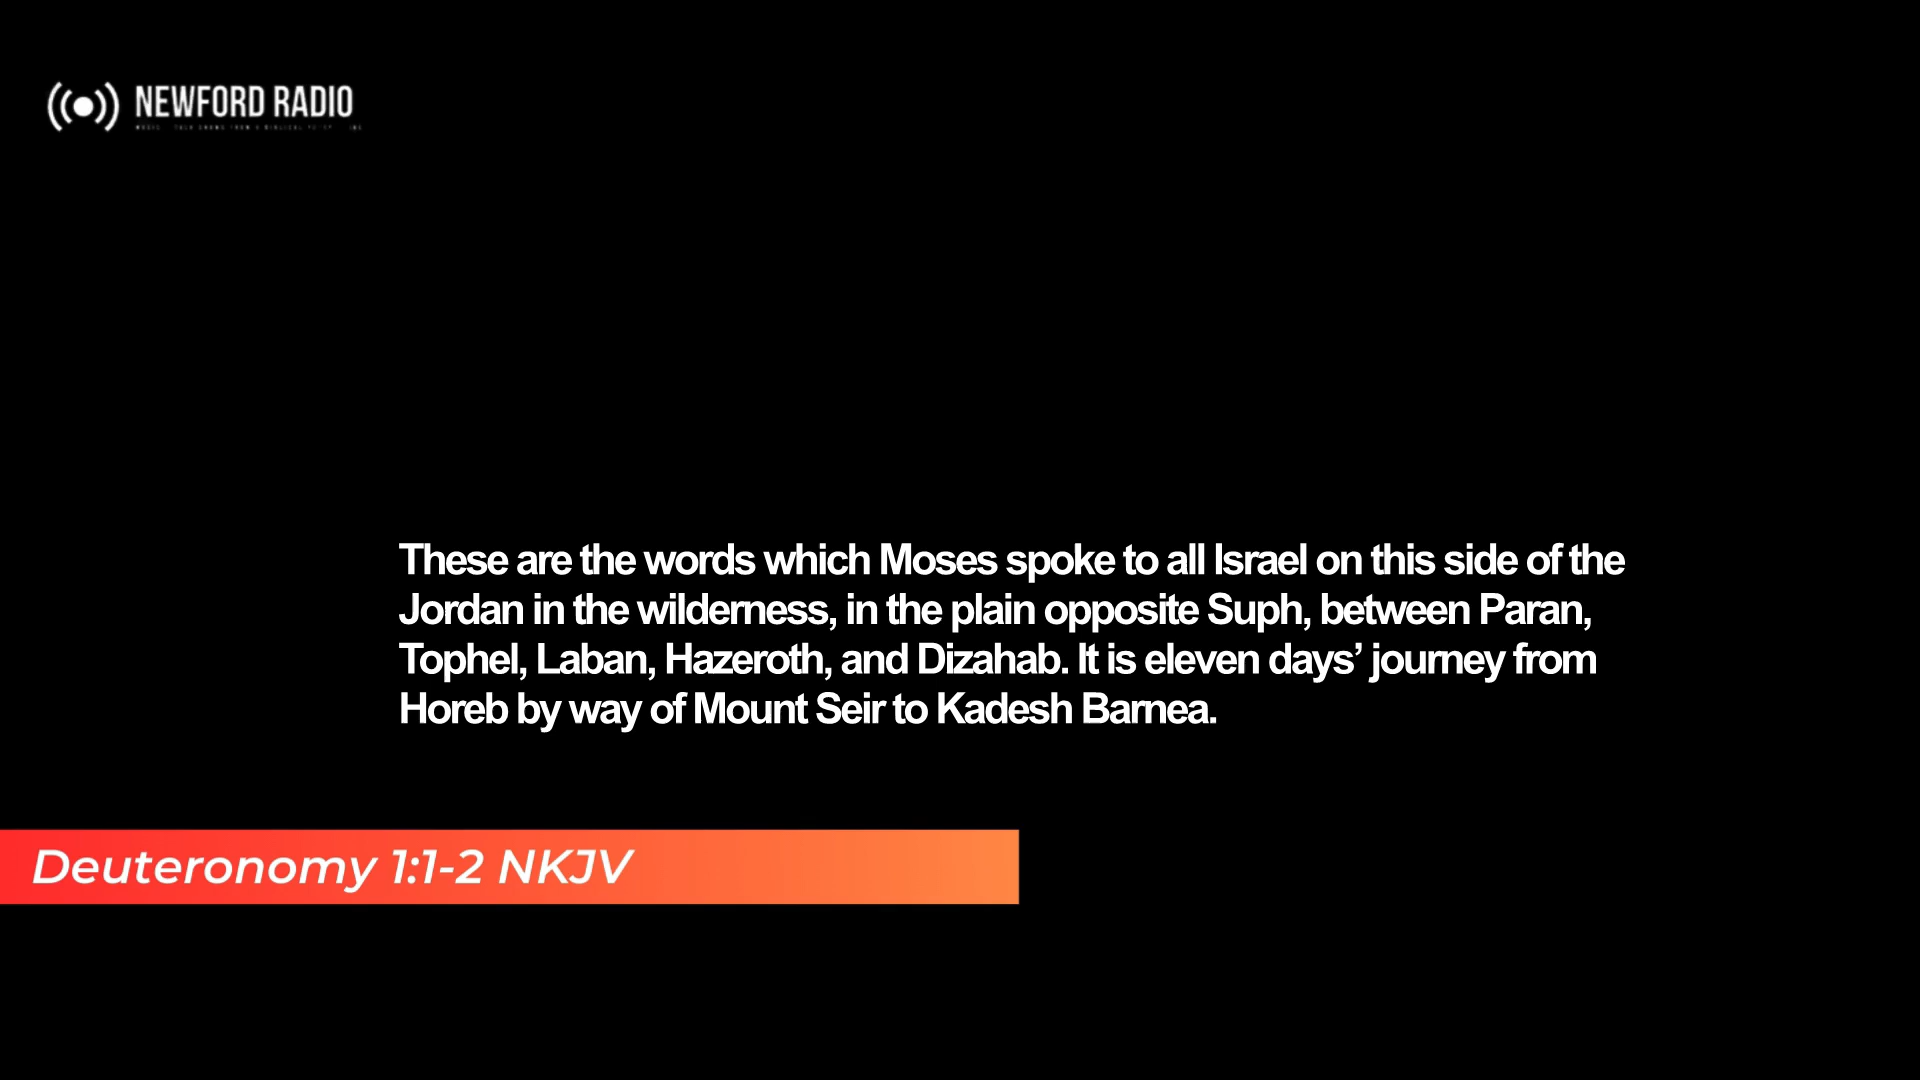 NEWFORD RADIO
These are the words which Moses spoke to all Israel on this side of the
Jordan in the wilderness, in the plain opposite Suph, between Paran,
Tophel, Laban, Hazeroth, and Dizahab. It is eleven days’ journey from
Horeb by way of Mount Seir to Kadesh Barnea.
Deuteronomy 1:1-2 NKJV